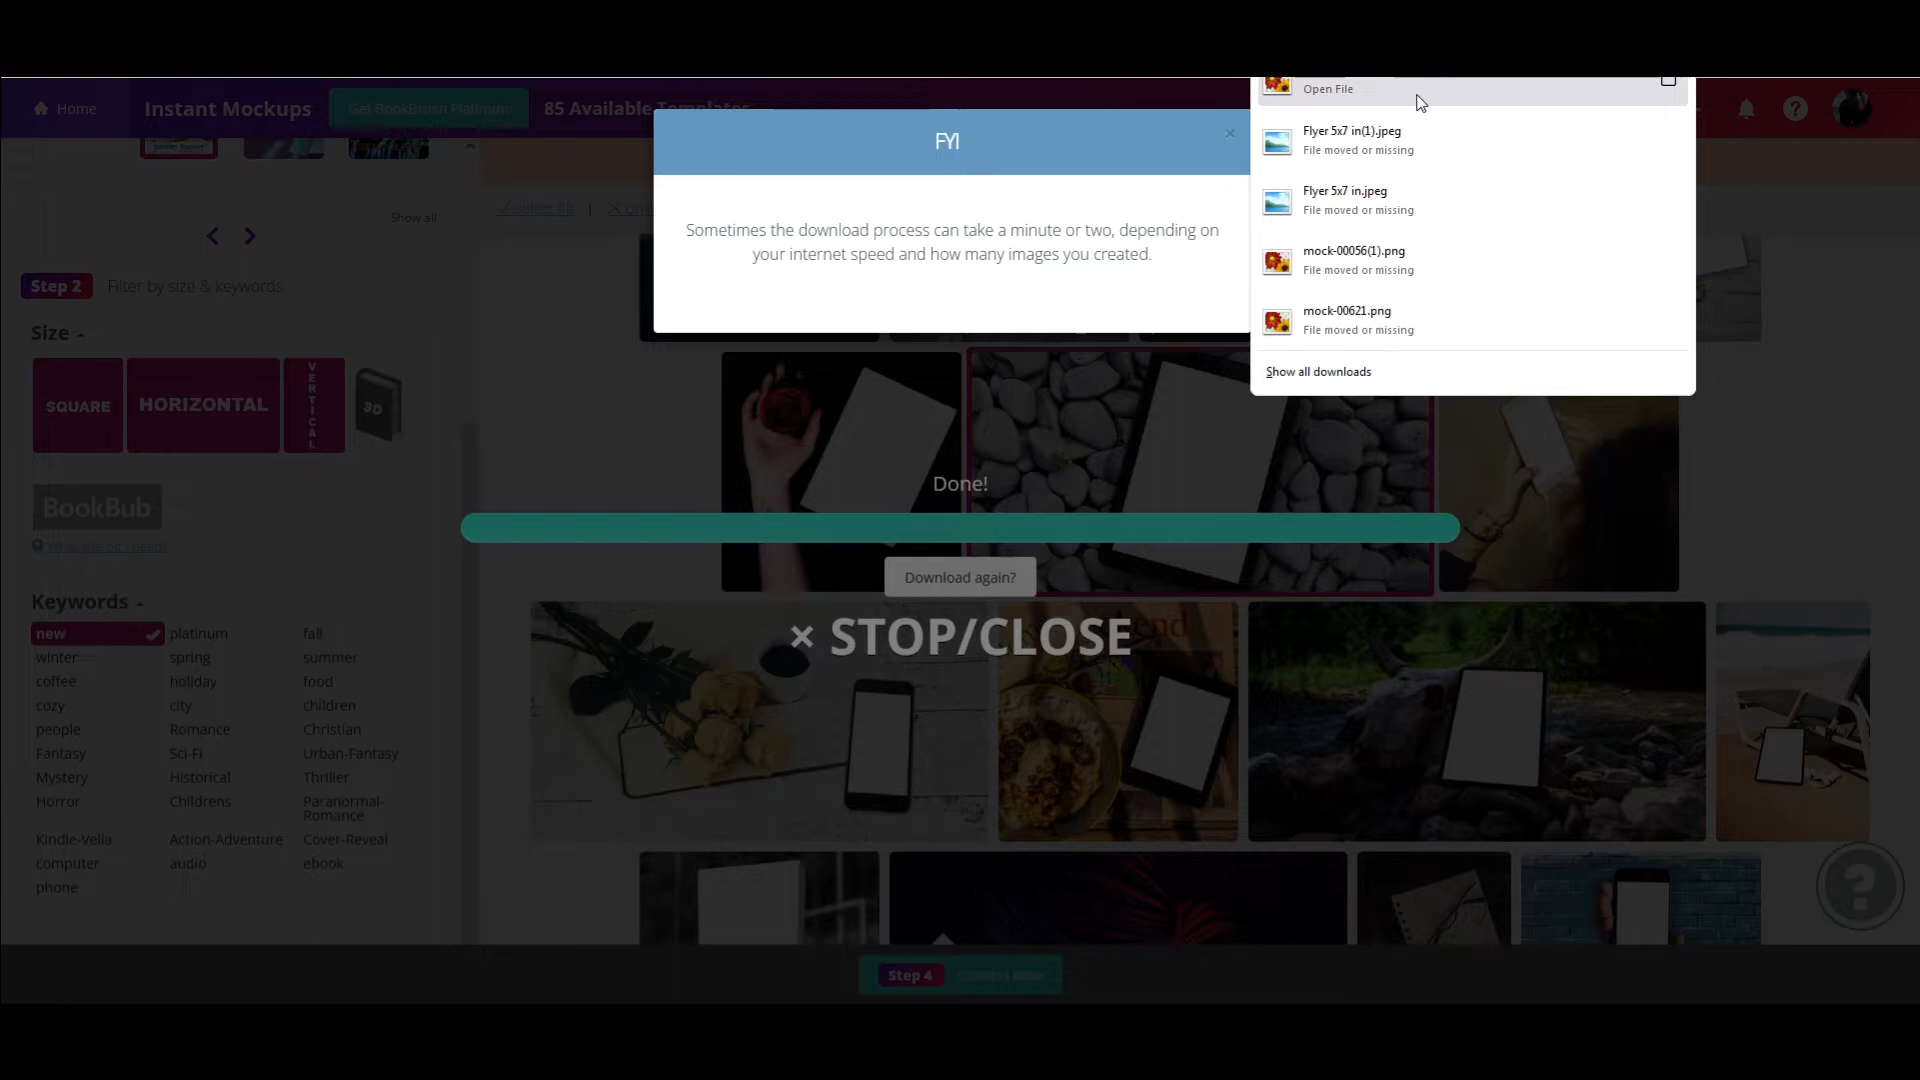 Home
Instant Mockups
Get BookBrush Platinum
85 Available Templates
Open File
Flyer 5x7 in(1).jpeg
File moved or missing
Flyer 5x7 in.jpeg
File moved or missing
mock-00056(1).png
File moved or missing
mock-00621.png
File moved or missing
Show all downloads
FYI
Sometimes the download process can take a minute or two, depending on
your internet speed and how many images you created.
Show all
Select All |
Step 2 Filter by size & keywords
Size
SQUARE
HORIZONTAL
VERTICAL
3D
BookBub
Keywords
new platinum fall
winter spring summer
coffee holiday food
cozy city children
people Romance Christian
Fantasy Sci-Fi Urban-Fantasy
Mystery Historical Thriller
Horror Childrens Paranormal-
Romance
Kindle-Vella Action-Adventure Cover-Reveal
computer audio ebook
phone
Done!
Download again?
× STOP/CLOSE
Step 4
?